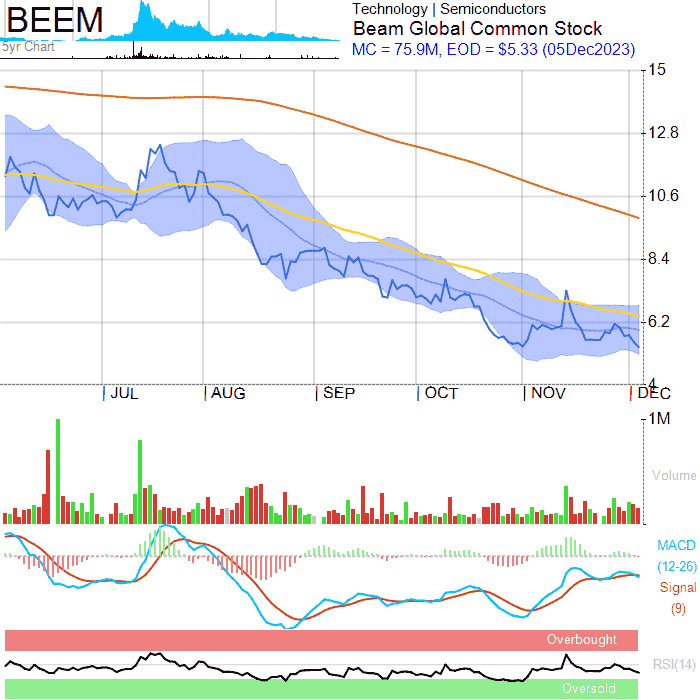 BEEM
5yr Chart
Technology | Semiconductors
Beam Global Common Stock
MC = 75.9M, EOD = $5.33 (05Dec2023)
15
12.8
10.6
8.4
6.2
4
JUL AUG SEP OCT NOV DEC
1M
Volume
MACD
(12-26)
Signal
(9)
Overbought
RSI(14)
Oversold